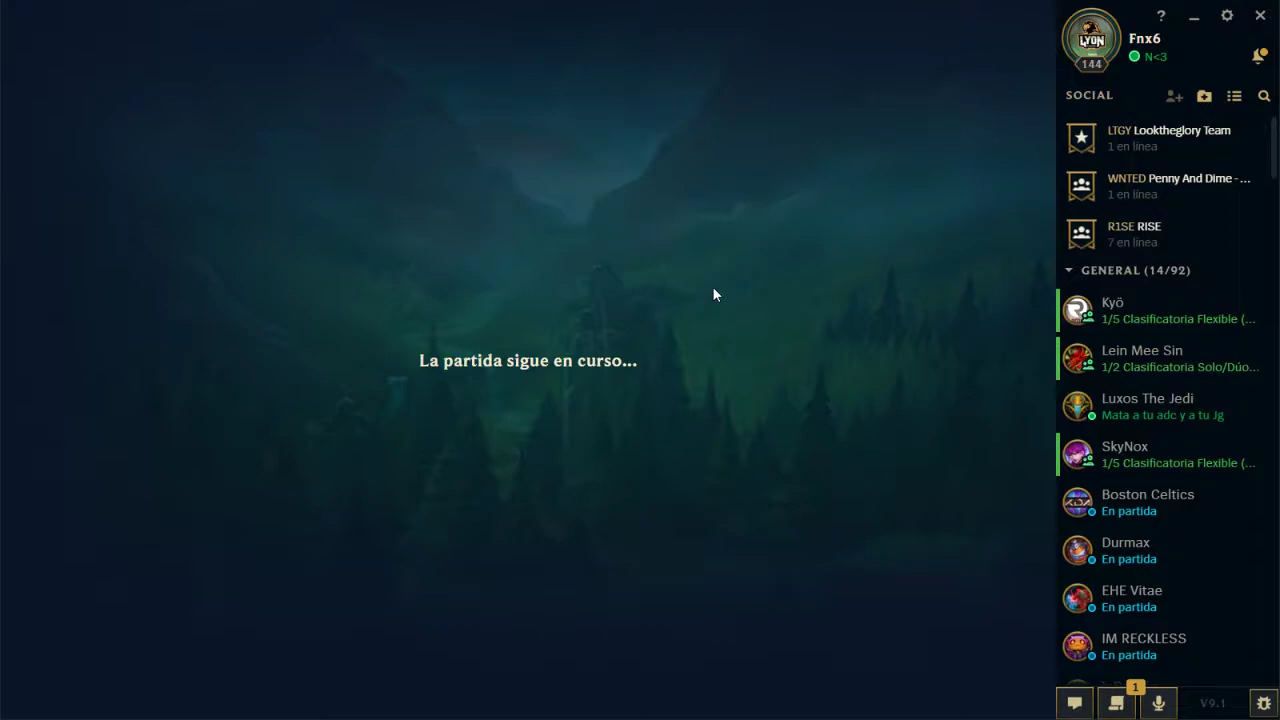 ?
LYON
144
Fnx6
N<3
SOCIAL
LTGY Looktheglory Team
1 en línea
WNTED Penny And Dime - ...
1 en línea
R1SE RISE
7 en línea
GENERAL (14/92)
Kyö
1/5 Clasificatoria Flexible (...
Lein Mee Sin
1/2 Clasificatoria Solo/Dúo...
Luxos The Jedi
Mata a tu adc y a tu Jg
SkyNox
1/5 Clasificatoria Flexible (...
Boston Celtics
En partida
Durmax
En partida
EHE Vitae
En partida
IM RECKLESS
En partida
1
V9.1
La partida sigue en curso...